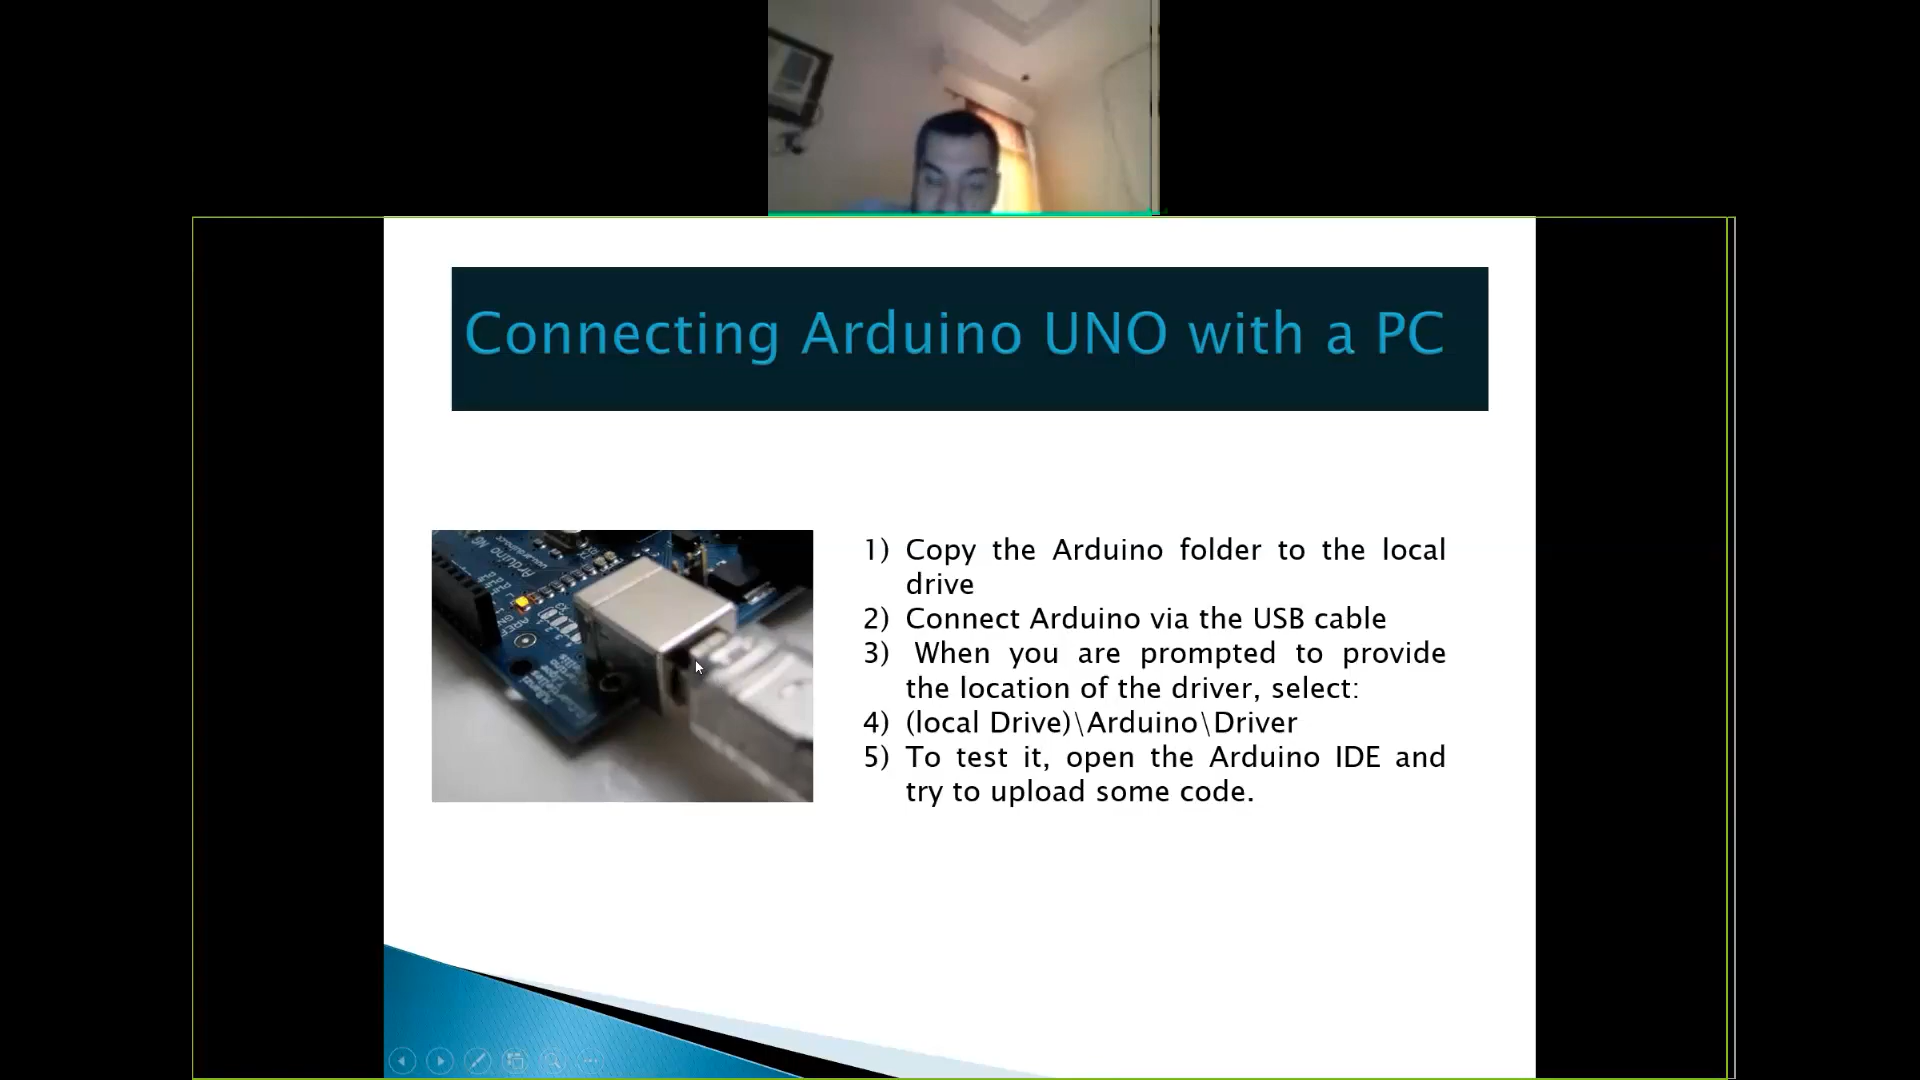 Connecting Arduino UNO with a PC
Arduino NG
1) Copy the Arduino folder to the local
drive
2) Connect Arduino via the USB cable
3) When you are prompted to provide
the location of the driver, select:
4) (local Drive)\Arduino\Driver
5) To test it, open the Arduino IDE and
try to upload some code.